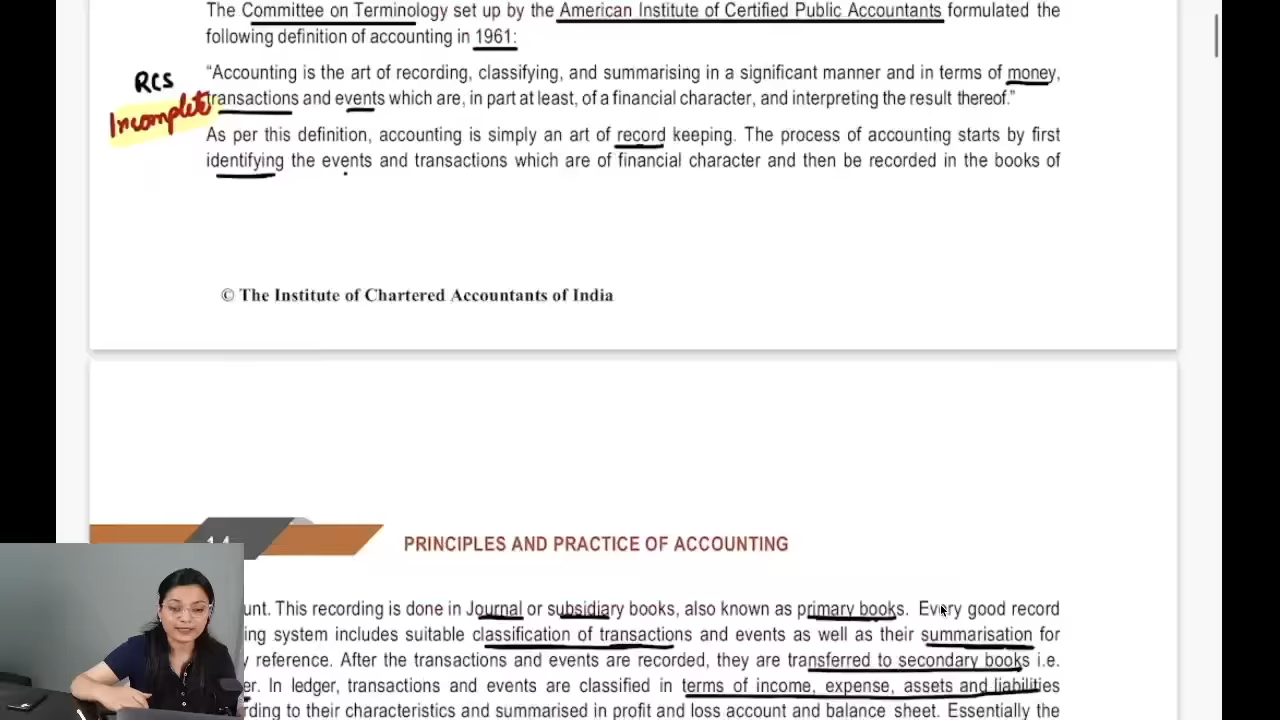 The Committee on Terminology set up by the American Institute of Certified Public Accountants formulated the
following definition of accounting in 1961:
“Accounting is the art of recording, classifying, and summarising in a significant manner and in terms of money,
transactions and events which are, in part at least, of a financial character, and interpreting the result thereof.”
RCS
Incomplete
As per this definition, accounting is simply an art of record keeping. The process of accounting starts by first
identifying the events and transactions which are of financial character and then be recorded in the books of
© The Institute of Chartered Accountants of India
PRINCIPLES AND PRACTICE OF ACCOUNTING
unt. This recording is done in Journal or subsidiary books, also known as primary books. Every good record
ing system includes suitable classification of transactions and events as well as their summarisation for
reference. After the transactions and events are recorded, they are transferred to secondary books i.e.
er. In ledger, transactions and events are classified in terms of income, expense, assets and liabilities
rding to their characteristics and summarised in profit and loss account and balance sheet. Essentially the